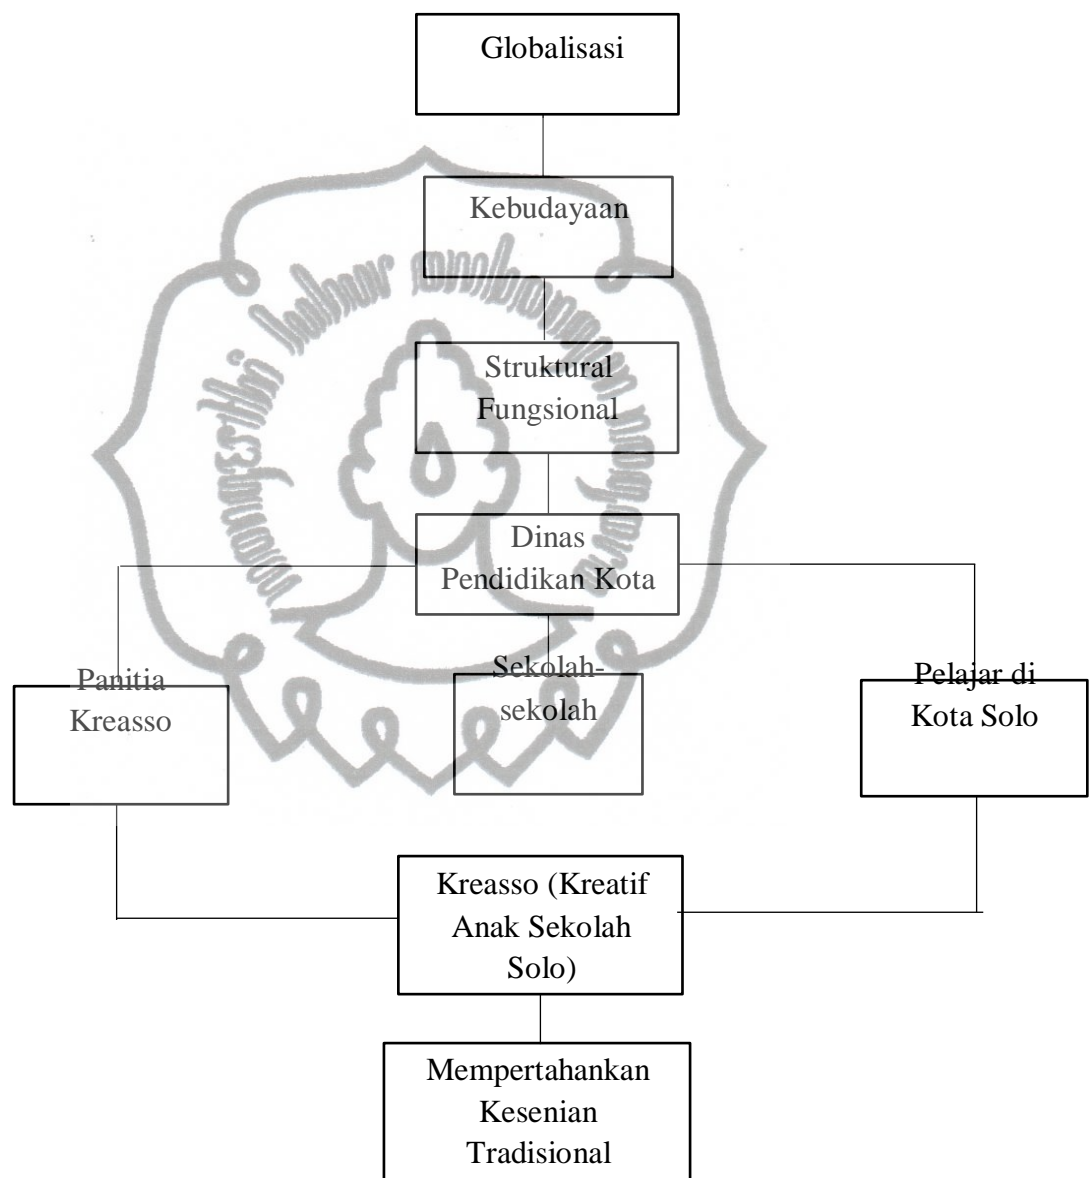 Globalisasi
Kebudayaan
Struktural
Fungsional
Dinas
Pendidikan Kota
Panitia
Kreasso
Sekolah-
sekolah
Pelajar di
Kota Solo
Kreasso (Kreatif
Anak Sekolah
Solo)
Mempertahankan
Kesenian
Tradisional